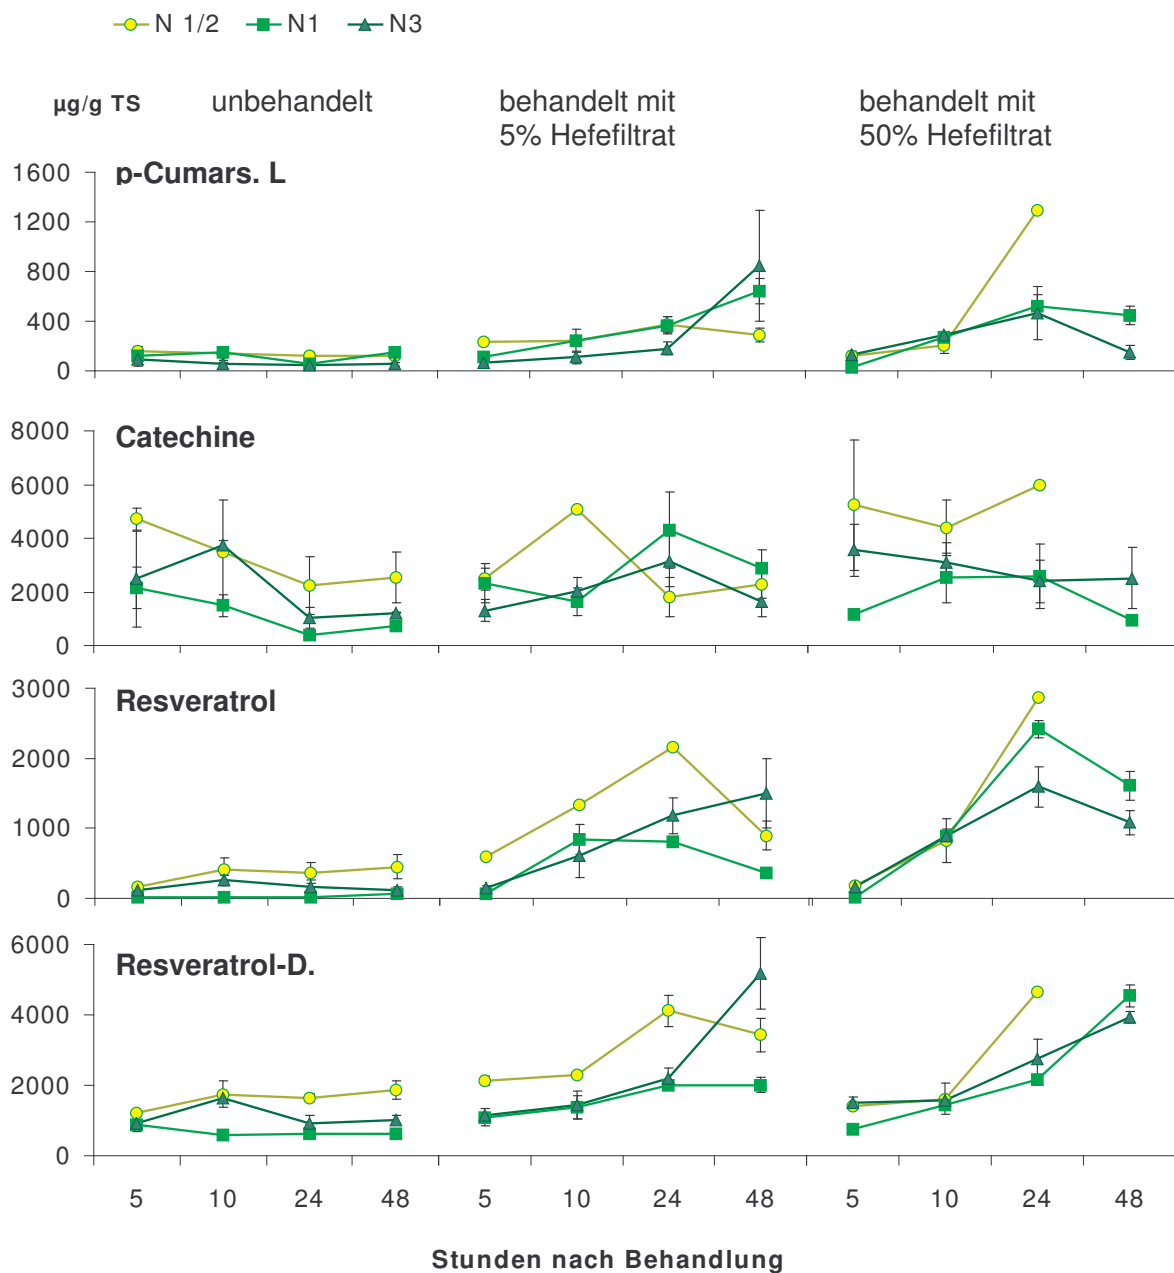 N 1/2 N1 N3
µg/g TS unbehandelt behandelt mit behandelt mit
5% Hefefiltrat 50% Hefefiltrat
p-Cumars. L
1600
1200
800
400
0
Catechine
8000
6000
4000
2000
0
Resveratrol
3000
2000
1000
0
Resveratrol-D.
6000
4000
2000
0
5 10 24 48 5 10 24 48 5 10 24 48
Stunden nach Behandlung